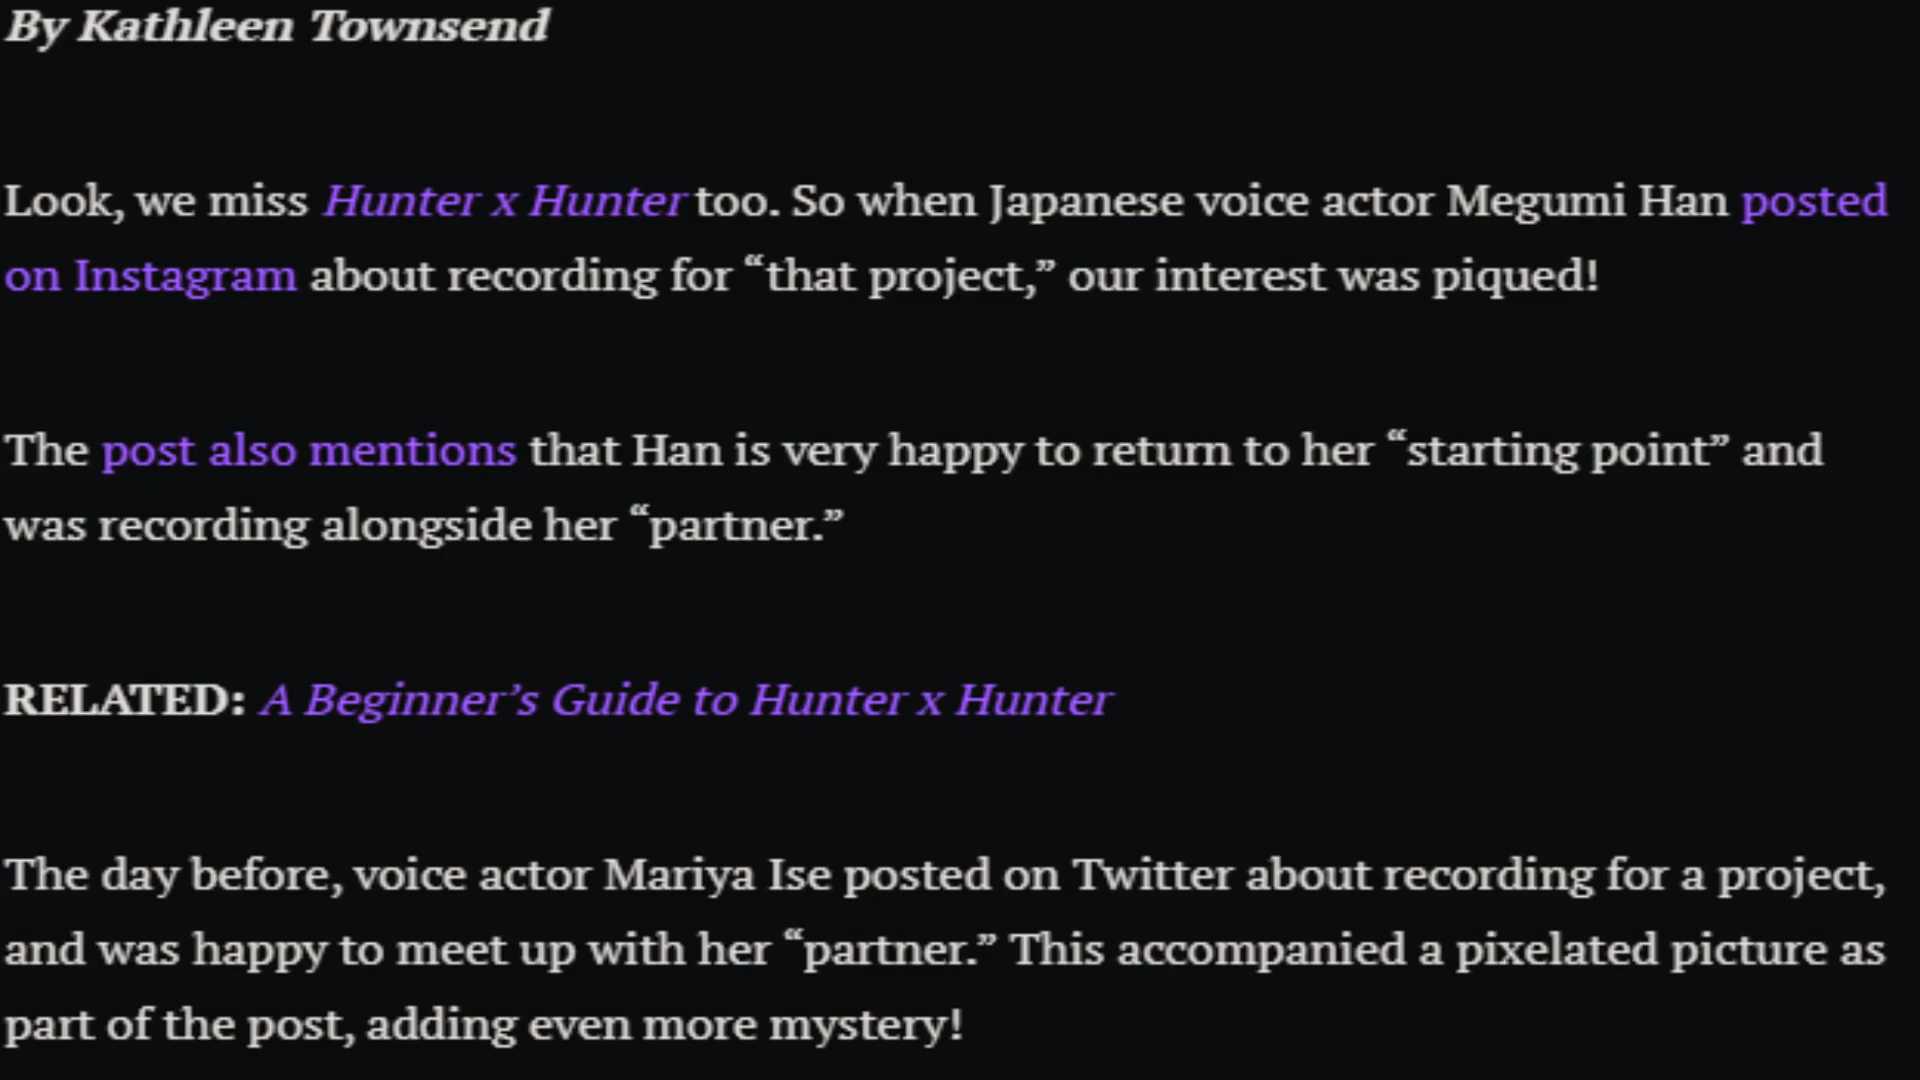 By Kathleen Townsend
Look, we miss Hunter x Hunter too. So when Japanese voice actor Megumi Han posted
on Instagram about recording for “that project,” our interest was piqued!
The post also mentions that Han is very happy to return to her “starting point” and
was recording alongside her “partner.”
RELATED: A Beginner’s Guide to Hunter x Hunter
The day before, voice actor Mariya Ise posted on Twitter about recording for a project,
and was happy to meet up with her “partner.” This accompanied a pixelated picture as
part of the post, adding even more mystery!